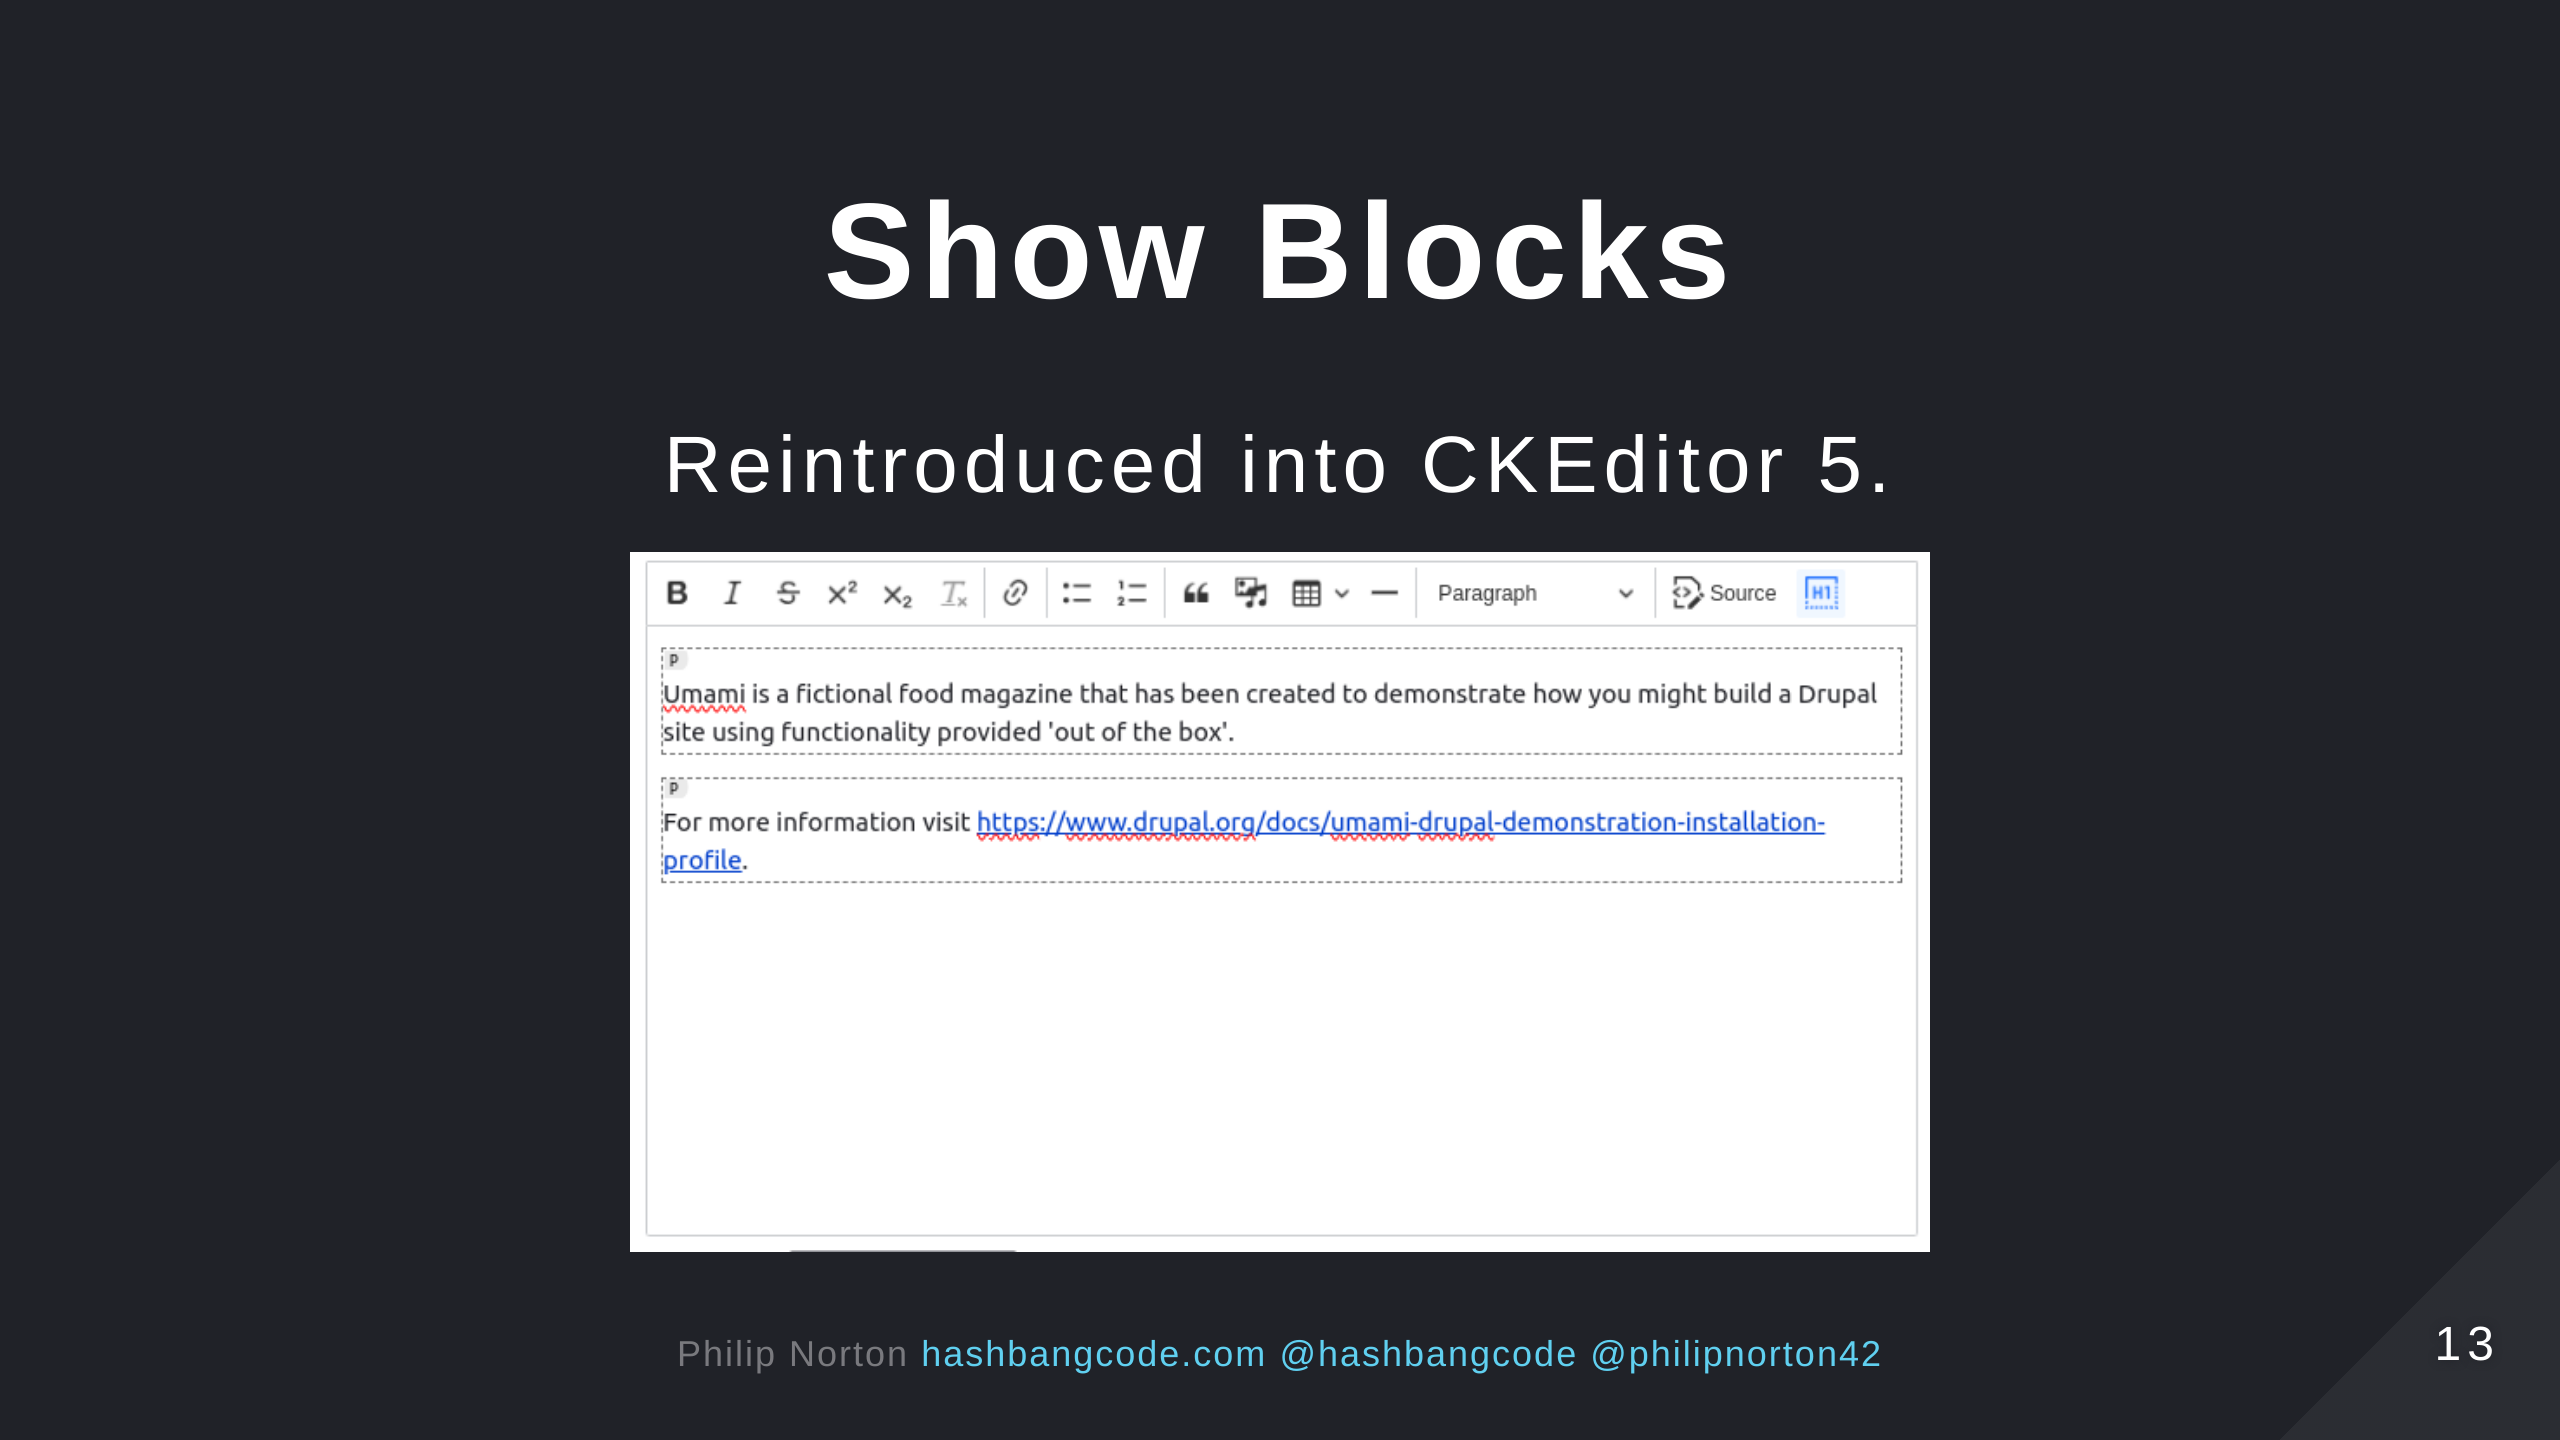 Show Blocks
Reintroduced into CKEditor 5.
B I S x² x₂ Tx Paragraph Source H1
P
Umami is a fictional food magazine that has been created to demonstrate how you might build a Drupal
site using functionality provided 'out of the box'.
P
For more information visit https://www.drupal.org/docs/umami-drupal-demonstration-installation-
profile.
Philip Norton hashbangcode.com @hashbangcode @philipnorton42
13